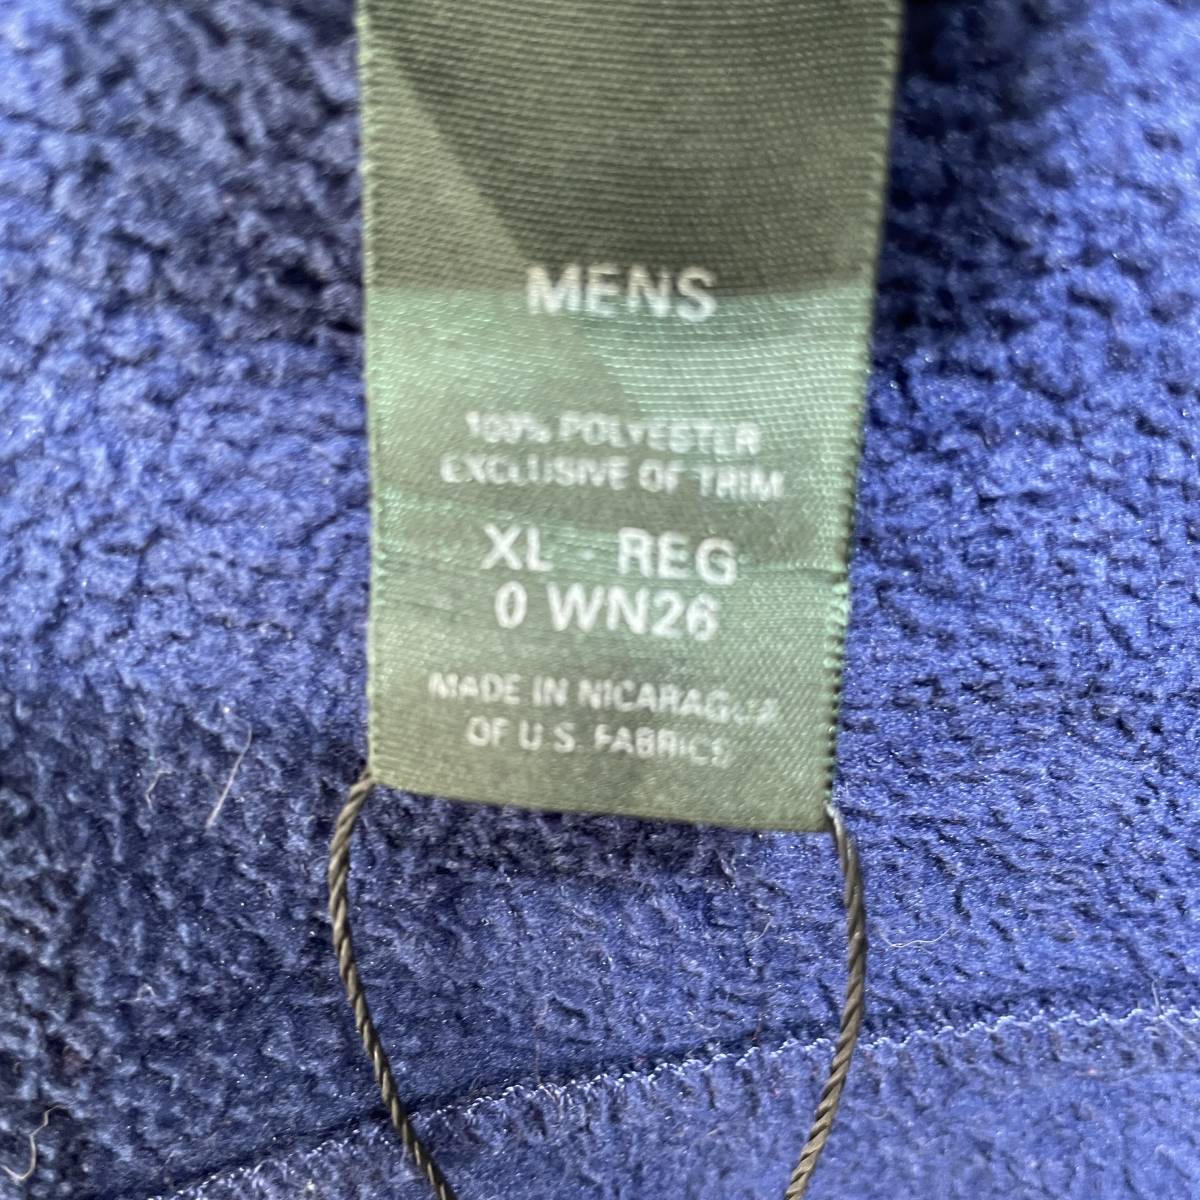 MENS
100% POLYESTER
EXCLUSIVE OF TRIM
XL REG
0 WN26
MADE IN NICARAGUA
OF U.S. FABRICS